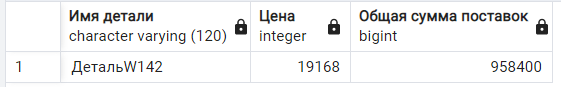 Имя детали
character varying (120)
Цена
integer
Общая сумма поставок
bigint
1 ДетальW142 19168 958400